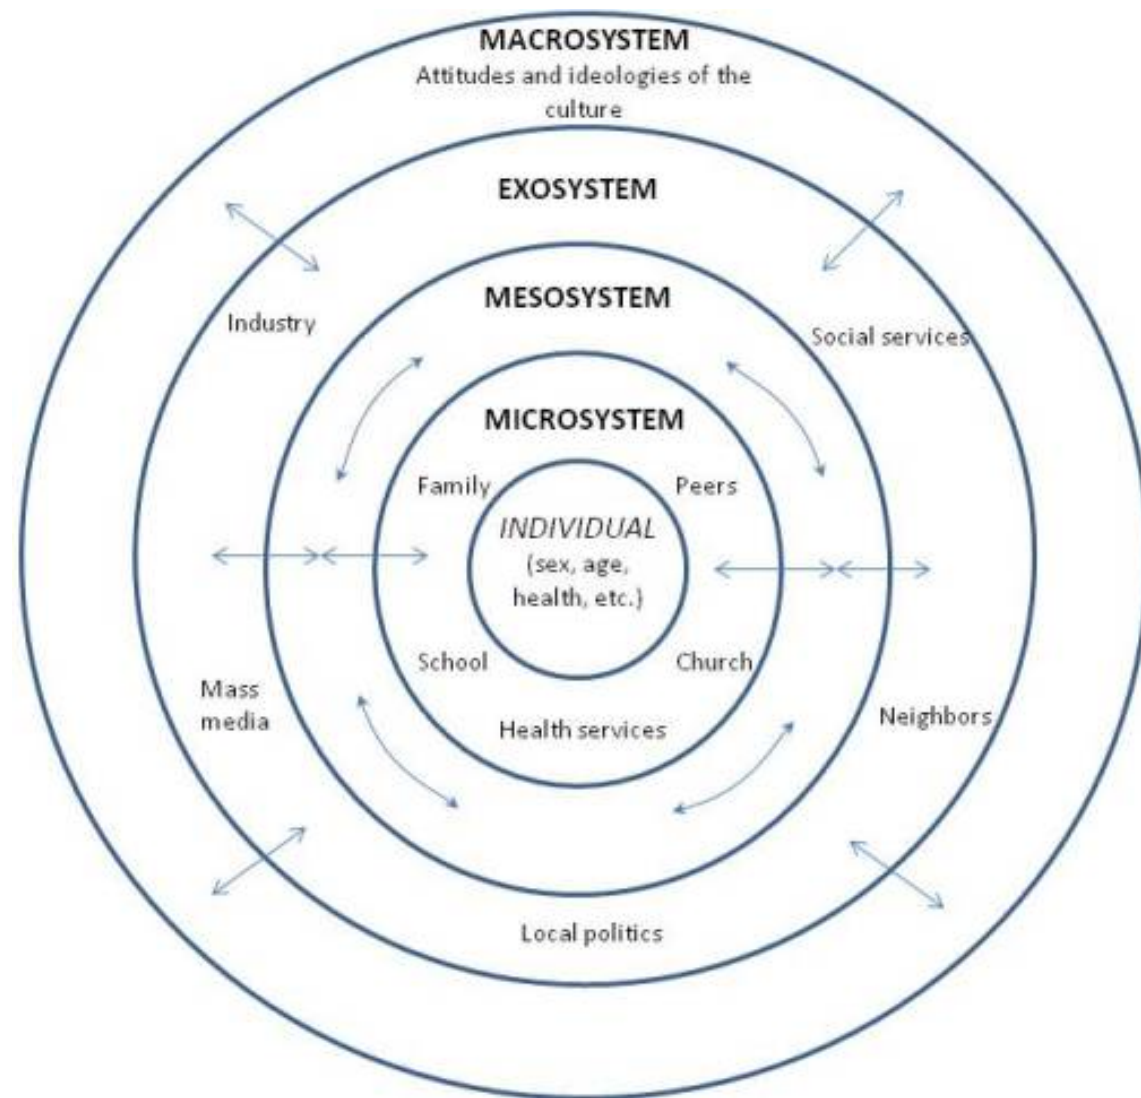 MACROSYSTEM
Attitudes and ideologies of the
culture
EXOSYSTEM
MESOSYSTEM
Industry
Social services
MICROSYSTEM
Family
Peers
INDIVIDUAL
(sex, age,
health, etc.)
School
Church
Mass
media
Health services
Neighbors
Local politics